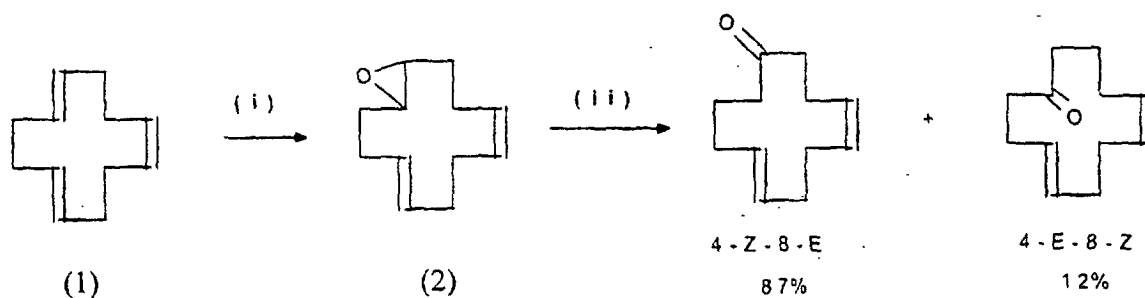 O
O
O
(i)
(ii)
+
4-Z-8-E
4-E-8-Z
(1)
(2)
87%
12%